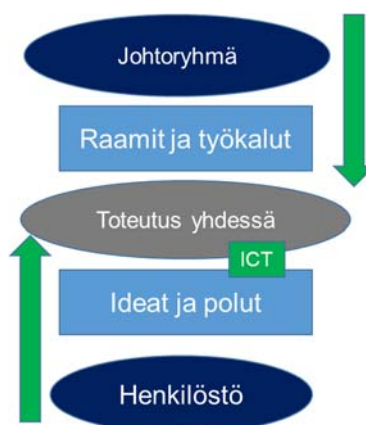 Johtoryhmä
Raamit ja työkalut
Toteutus yhdessä
ICT
Ideat ja polut
Henkilöstö